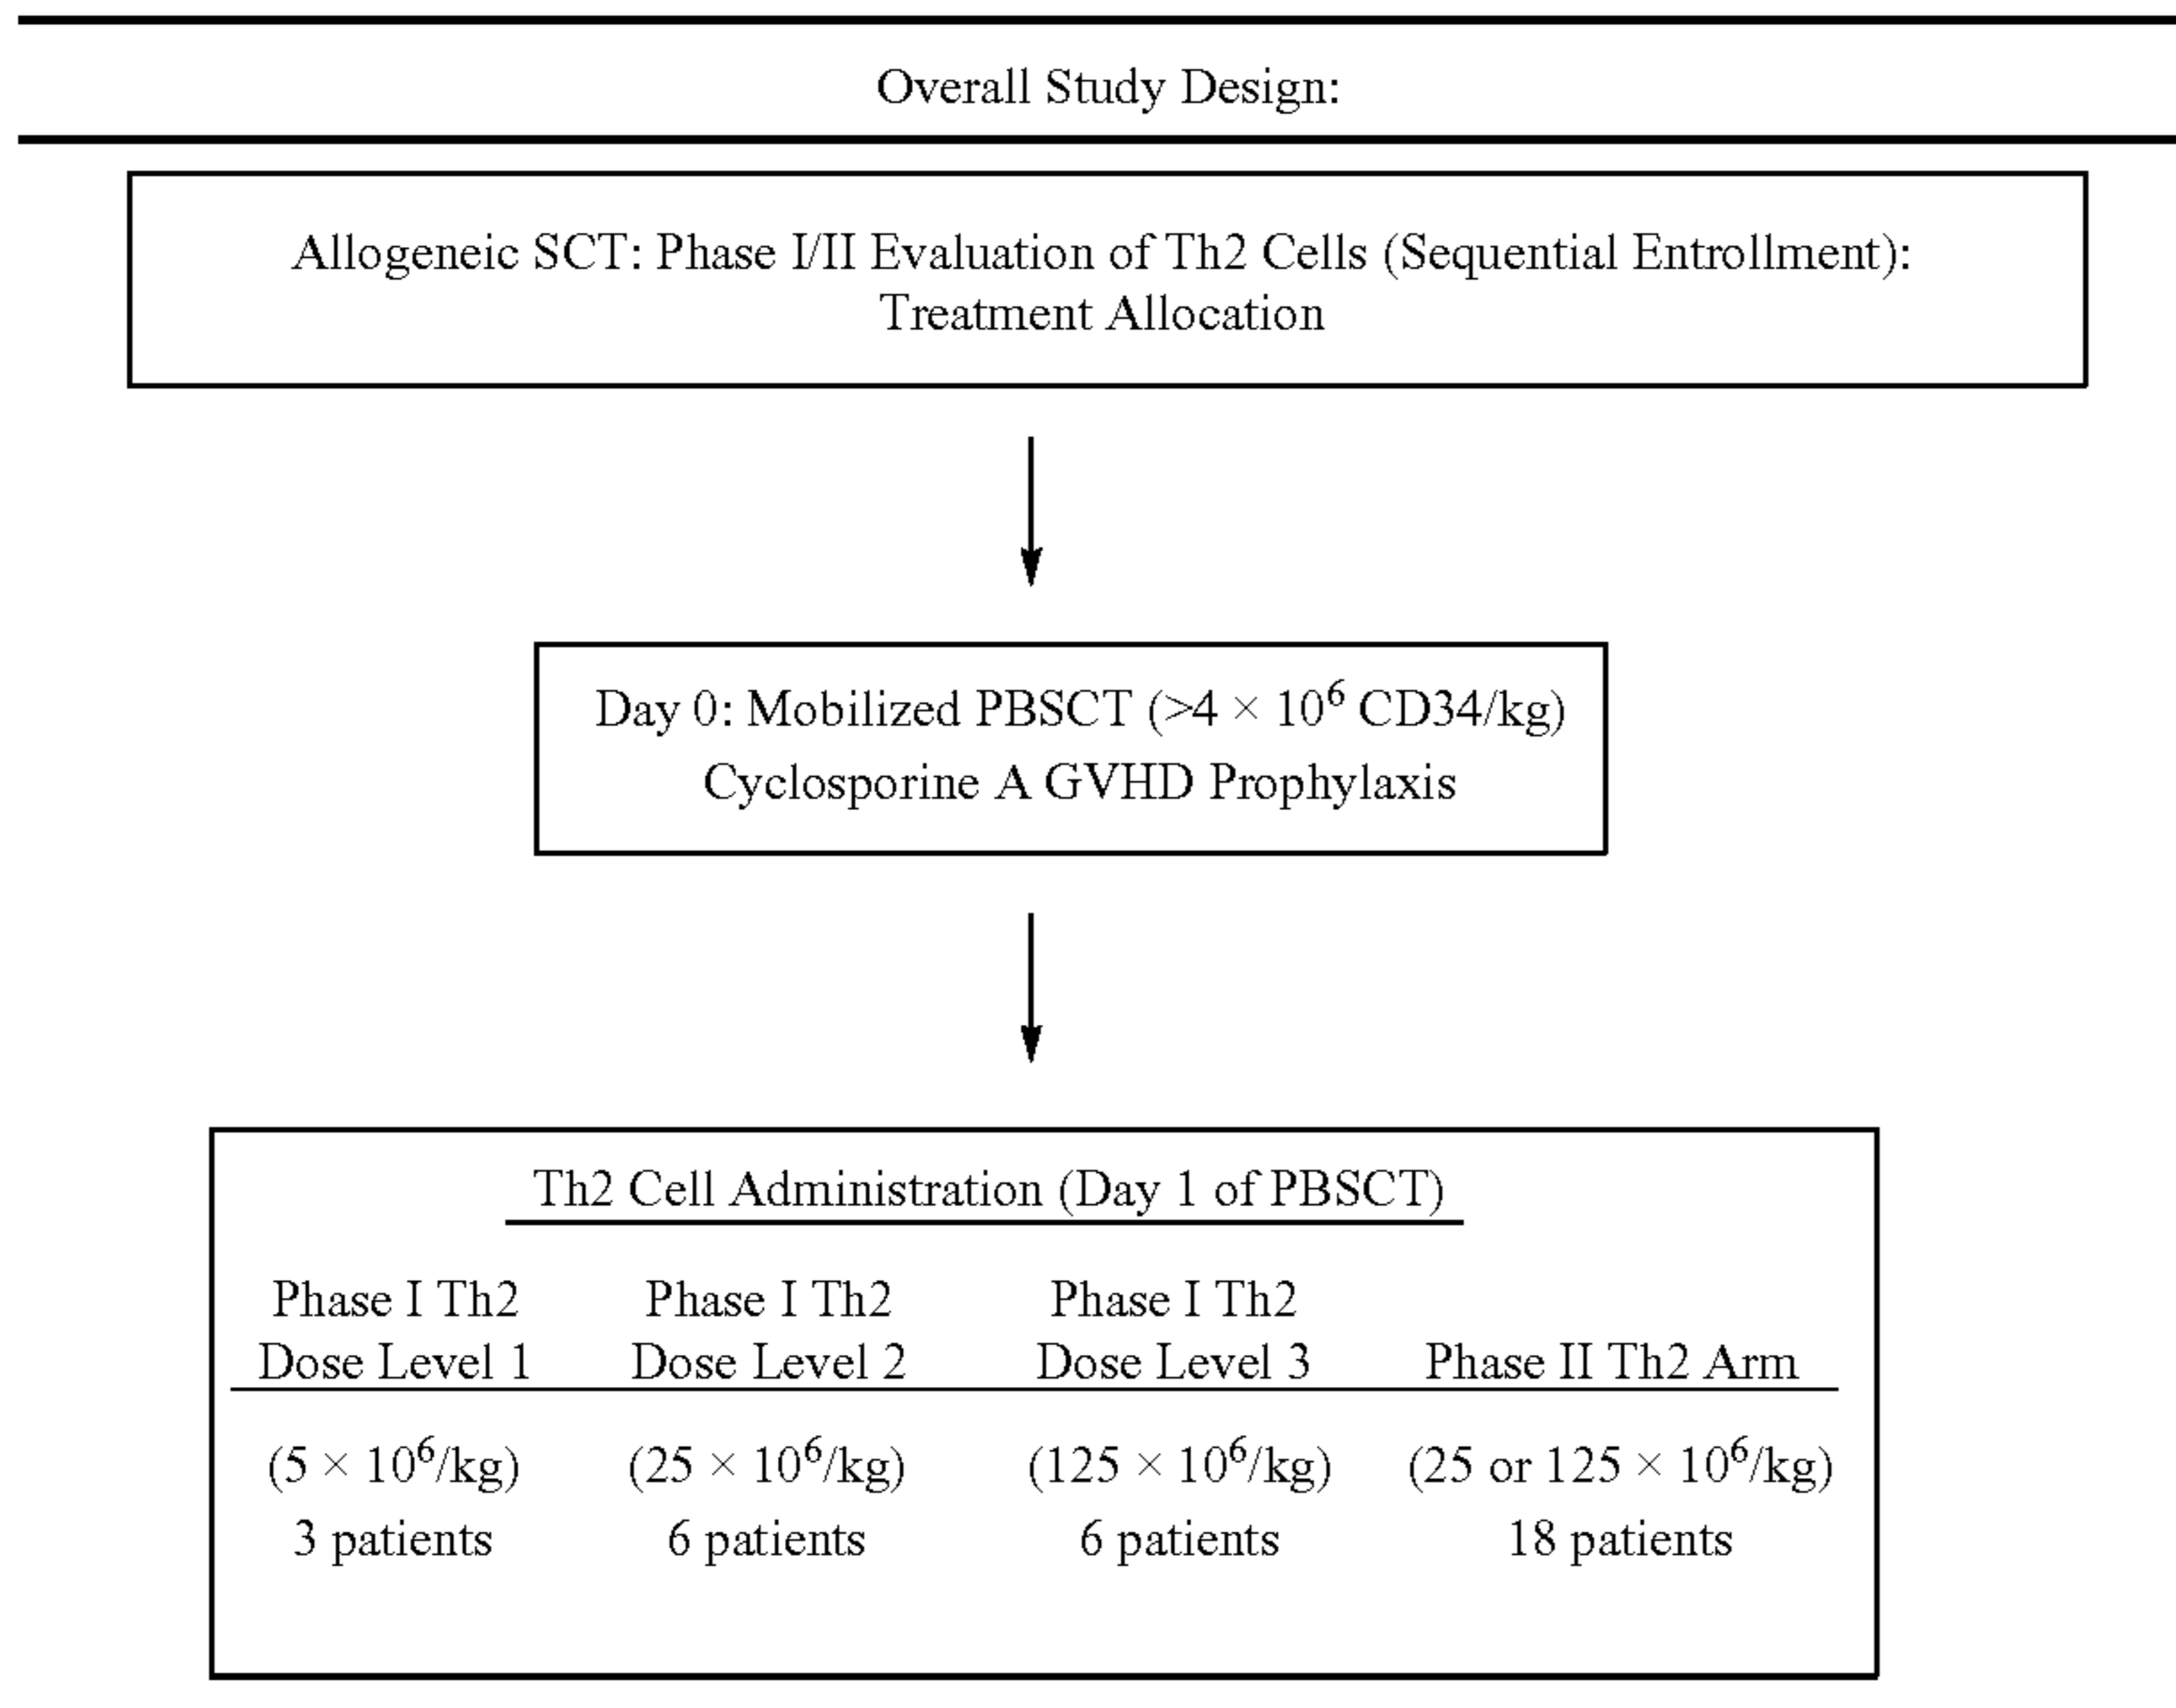 Overall Study Design:
Allogeneic SCT: Phase I/II Evaluation of Th2 Cells (Sequential Entrollment):
Treatment Allocation
Day 0: Mobilized PBSCT (>4 × 10⁶ CD34/kg)
Cyclosporine A GVHD Prophylaxis
Th2 Cell Administration (Day 1 of PBSCT)
Phase I Th2 Phase I Th2 Phase I Th2
Dose Level 1 Dose Level 2 Dose Level 3 Phase II Th2 Arm
(5 × 10⁶/kg) (25 × 10⁶/kg) (125 × 10⁶/kg) (25 or 125 × 10⁶/kg)
3 patients 6 patients 6 patients 18 patients